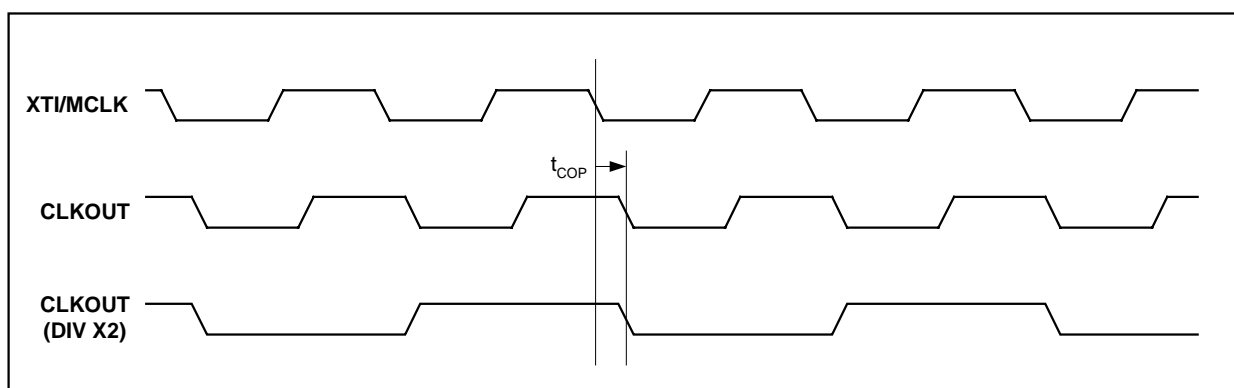 XTI/MCLK
tCOP
CLKOUT
CLKOUT
(DIV X2)